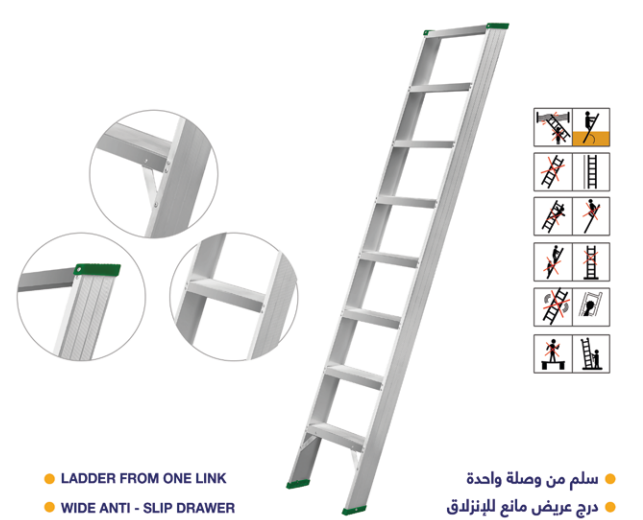 LADDER FROM ONE LINK
WIDE ANTI - SLIP DRAWER
سلم من وصلة واحدة
درج عريض مانع للإنزلاق